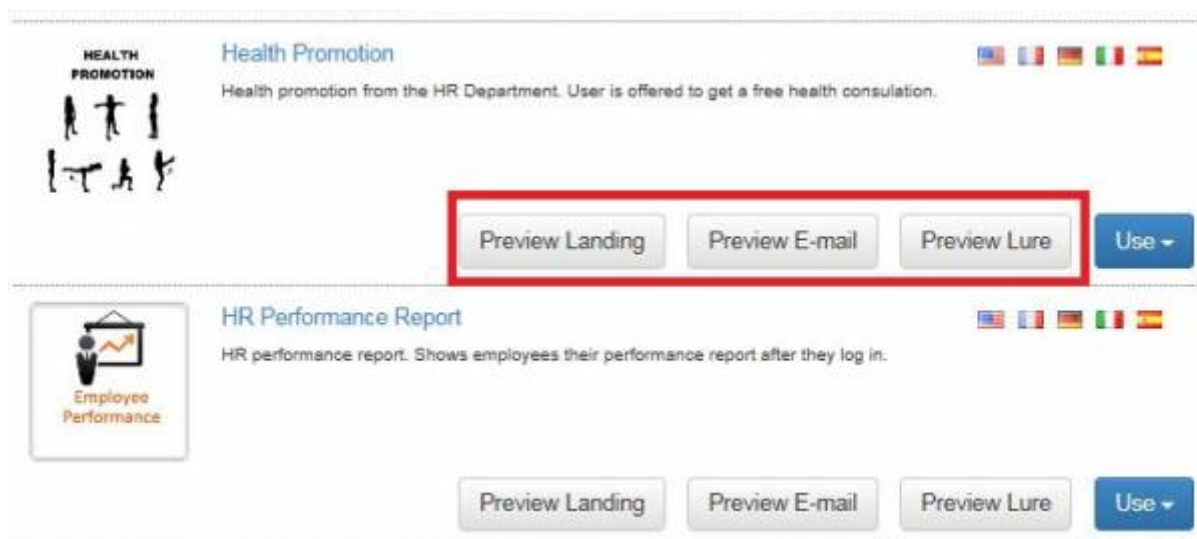 HEALTH
PROMOTION
Health Promotion
Health promotion from the HR Department. User is offered to get a free health consulation.
Preview Landing Preview E-mail Preview Lure Use
Employee
Performance
HR Performance Report
HR performance report. Shows employees their performance report after they log in.
Preview Landing Preview E-mail Preview Lure Use